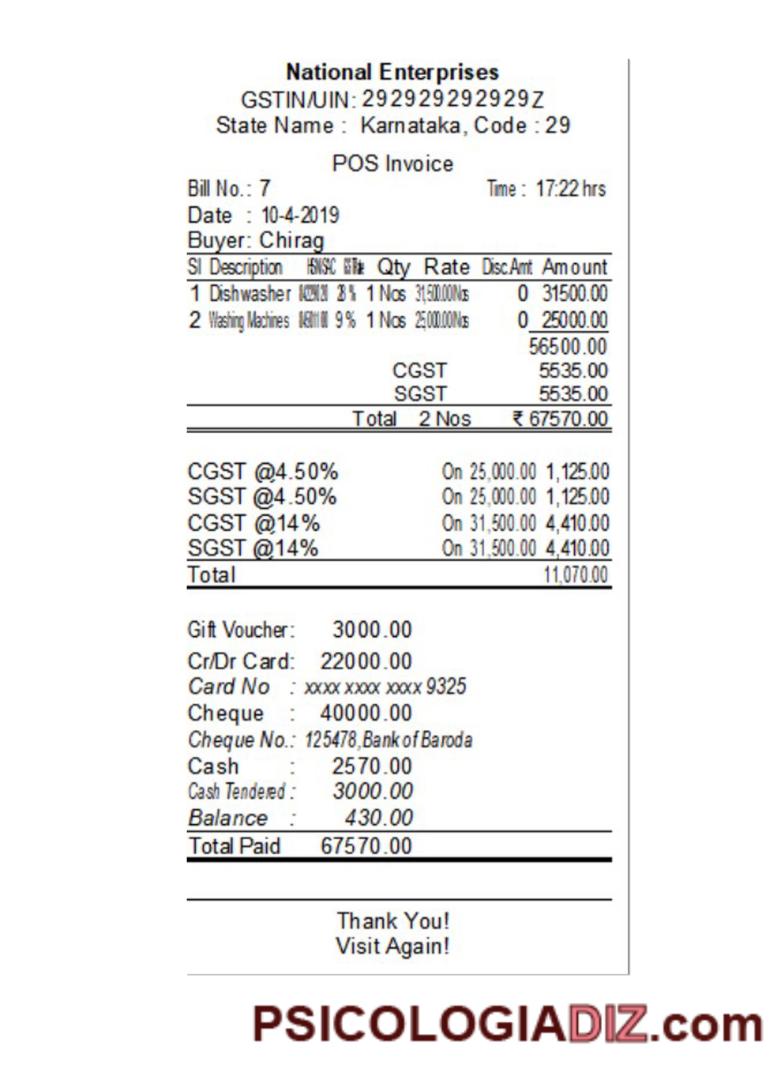 National Enterprises
GSTIN/UIN: 292929292929Z
State Name : Karnataka, Code : 29
POS Invoice
Bill No.: 7 Time : 17:22 hrs
Date : 10-4-2019
Buyer: Chirag
Sl Description HSN/SAC GST Rate Qty Rate Disc Amt Amount
1 Dishwasher 28 % 1 Nos 31,500.00/Nos 0 31500.00
2 Washing Machines 9 % 1 Nos 25,000.00/Nos 0 25000.00
56500.00
CGST 5535.00
SGST 5535.00
Total 2 Nos ₹ 67570.00
CGST @4.50% On 25,000.00 1,125.00
SGST @4.50% On 25,000.00 1,125.00
CGST @14% On 31,500.00 4,410.00
SGST @14% On 31,500.00 4,410.00
Total 11,070.00
Gift Voucher: 3000.00
Cr/Dr Card: 22000.00
Card No : xxxx xxxx xxxx 9325
Cheque : 40000.00
Cheque No.: 125478,Bank of Baroda
Cash : 2570.00
Cash Tendered : 3000.00
Balance : 430.00
Total Paid 67570.00
Thank You!
Visit Again!
PSICOLOGIADIZ.com